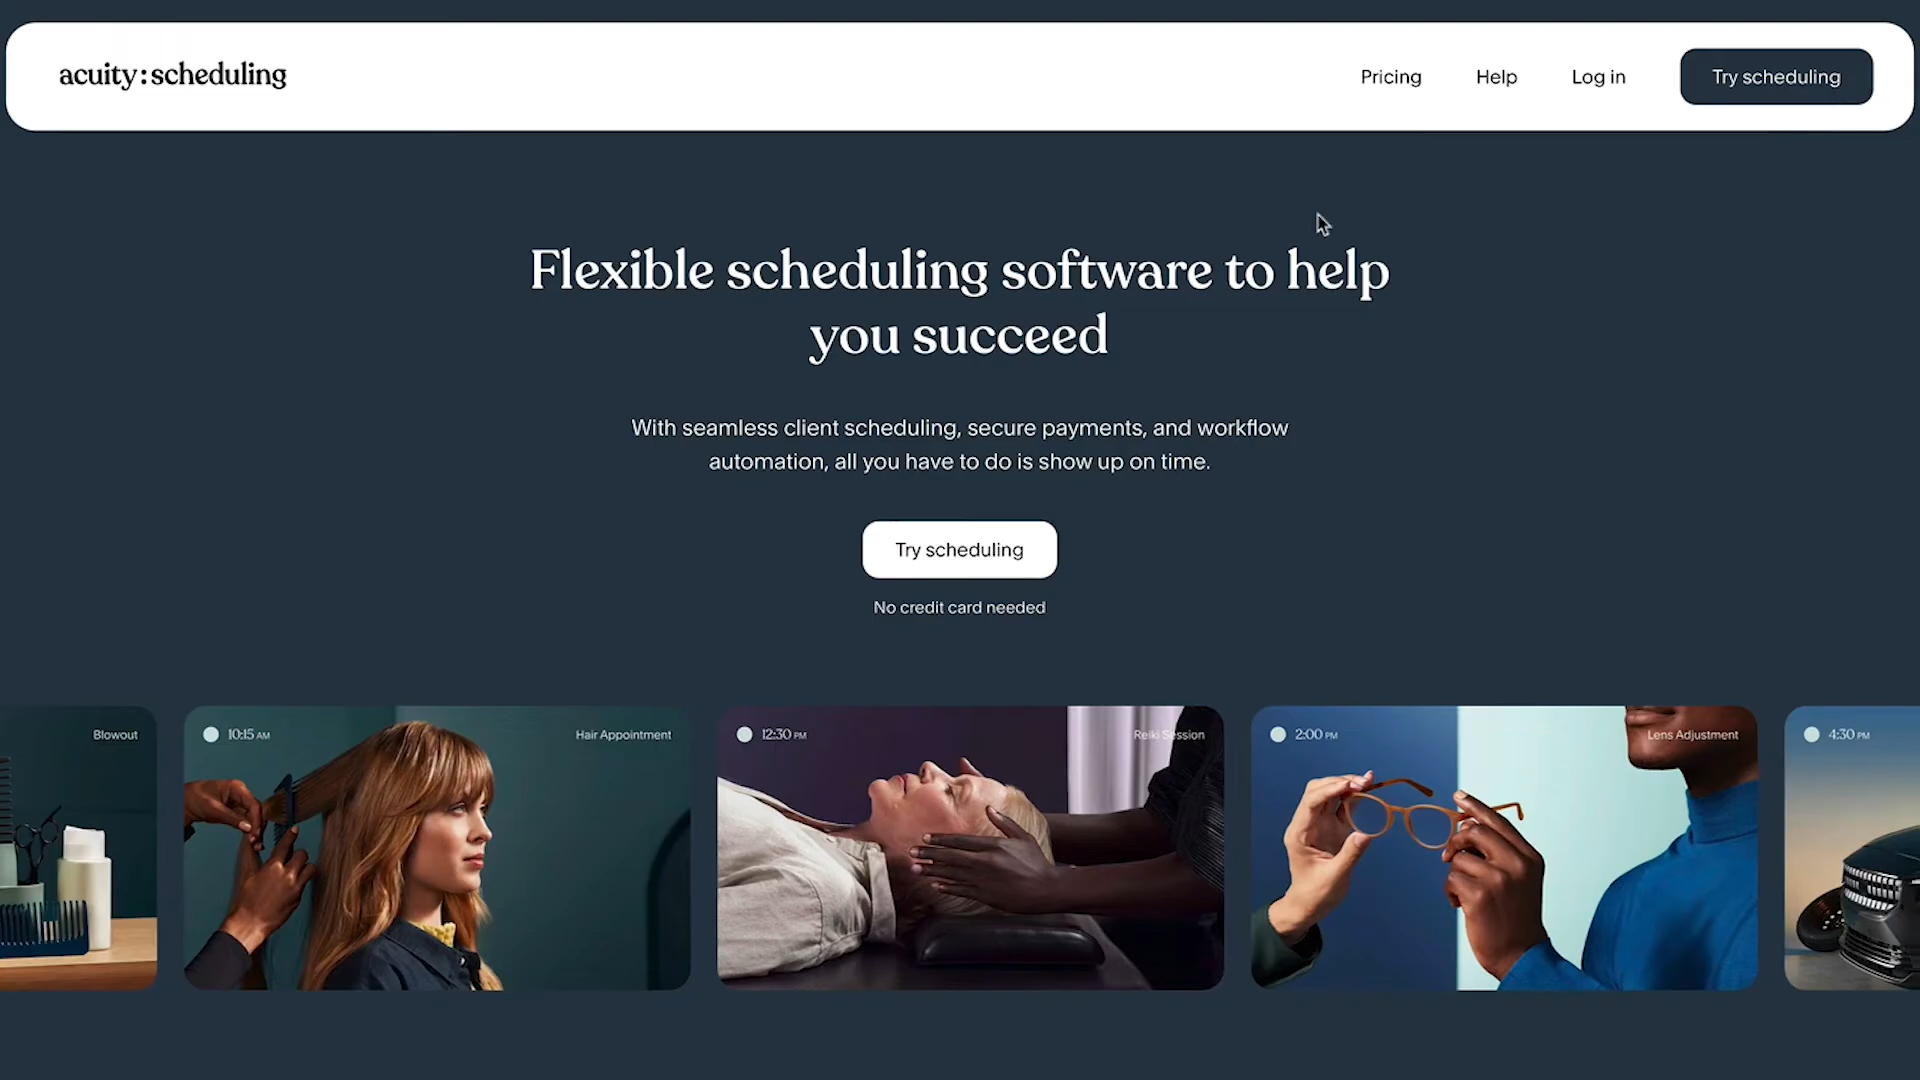 acuity:scheduling
Pricing
Help
Log in
Try scheduling
Flexible scheduling software to help
you succeed
With seamless client scheduling, secure payments, and workflow
automation, all you have to do is show up on time.
Try scheduling
No credit card needed
Blowout
10:15 AM
Hair Appointment
12:30 PM
Reiki Session
2:00 PM
Lens Adjustment
4:30 PM